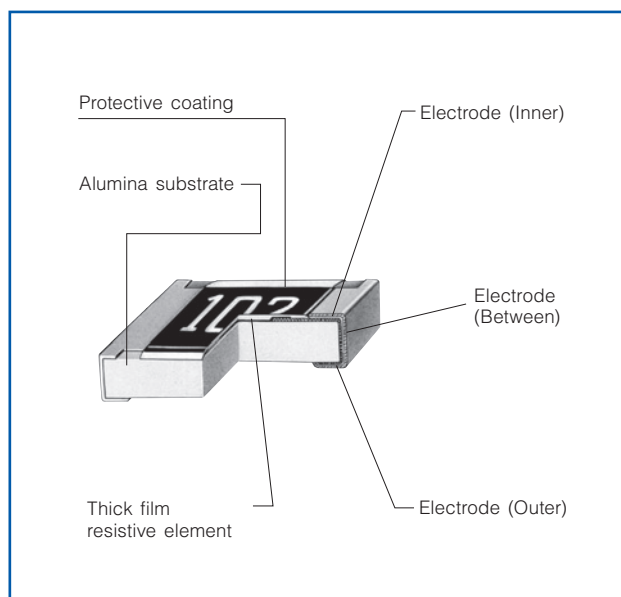 Protective coating
Electrode (Inner)
Alumina substrate
102
Electrode
(Between)
Thick film
resistive element
Electrode (Outer)